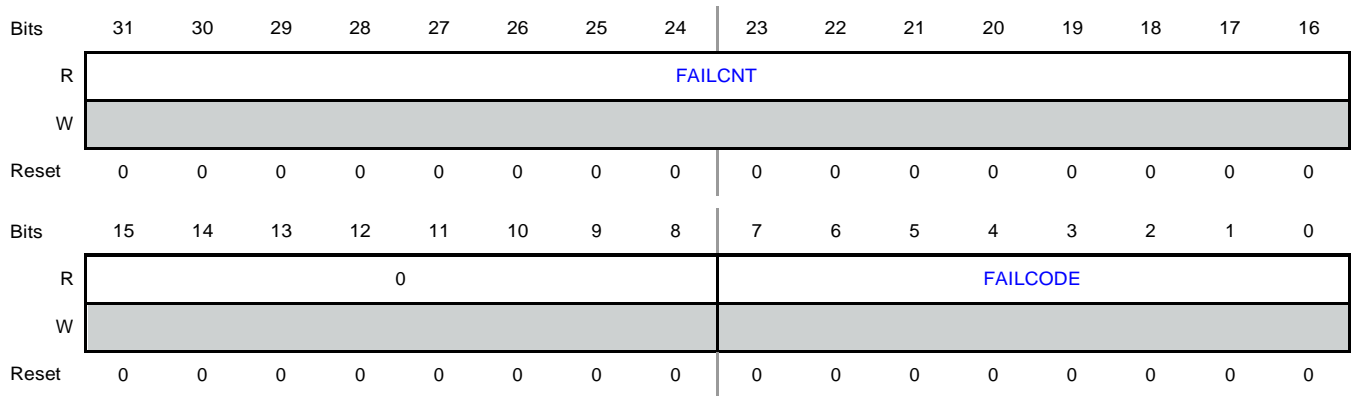 Bits 31 30 29 28 27 26 25 24 23 22 21 20 19 18 17 16
R FAILCNT
W
Reset 0 0 0 0 0 0 0 0 0 0 0 0 0 0 0 0
Bits 15 14 13 12 11 10 9 8 7 6 5 4 3 2 1 0
R 0 FAILCODE
W
Reset 0 0 0 0 0 0 0 0 0 0 0 0 0 0 0 0